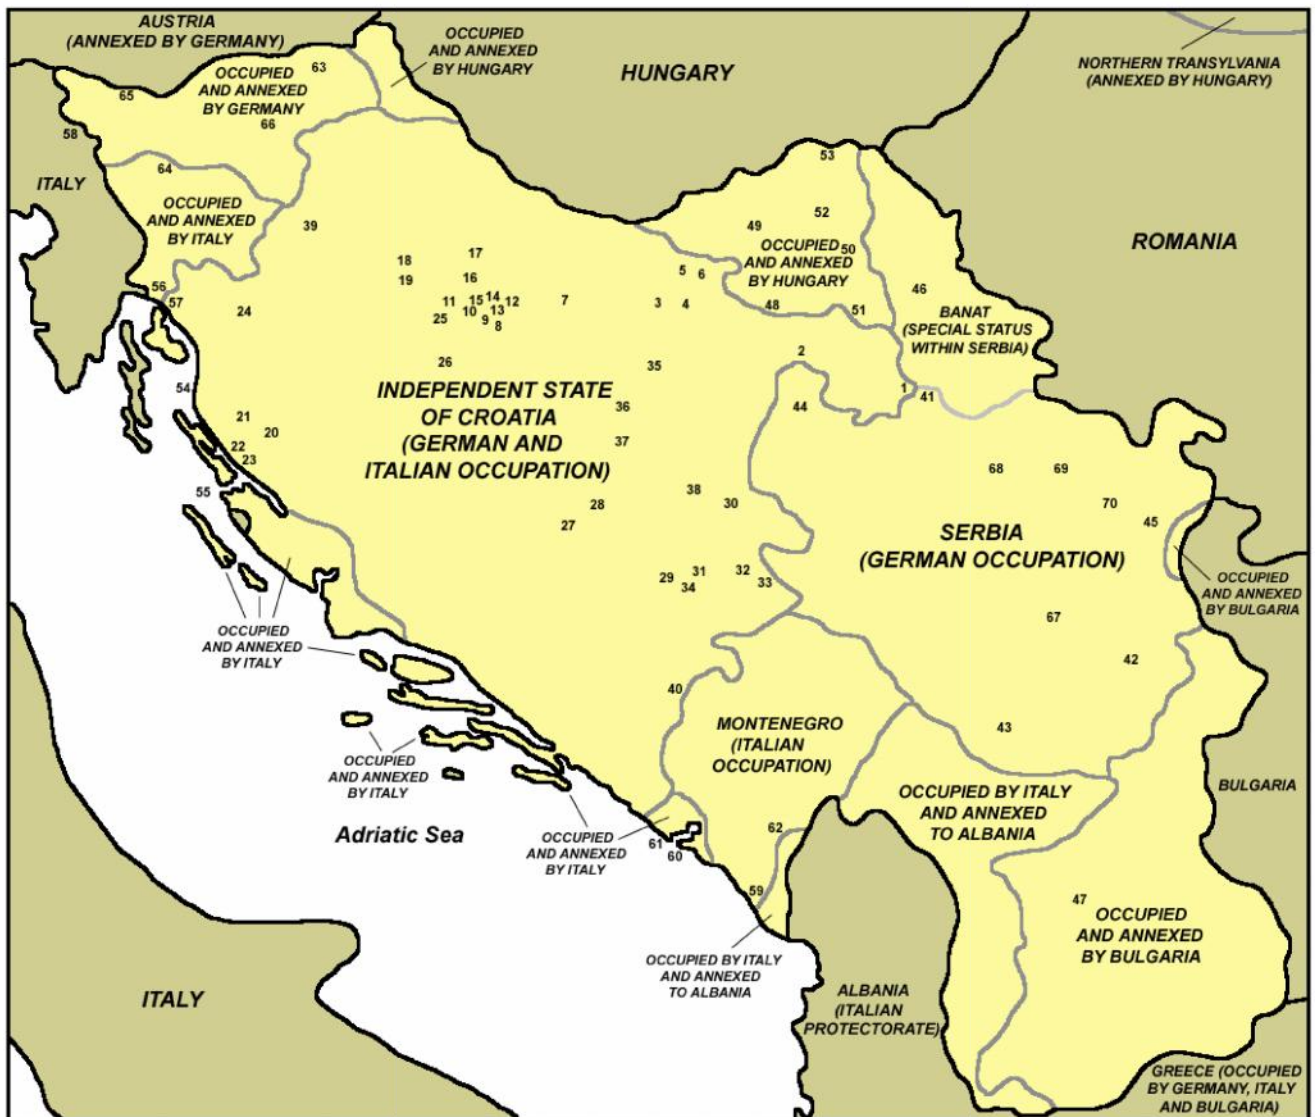 AUSTRIA
(ANNEXED BY GERMANY)
OCCUPIED
AND ANNEXED
BY HUNGARY
HUNGARY
NORTHERN TRANSYLVANIA
(ANNEXED BY HUNGARY)
63
OCCUPIED
AND ANNEXED
BY GERMANY
65
66
58
64
ITALY
OCCUPIED
AND ANNEXED
BY ITALY
39
53
52
49
50
OCCUPIED
AND ANNEXED
BY HUNGARY
ROMANIA
17
18
19
16
5
6
46
56
57
24
11
15
14
12
10
13
25
9
8
7
3
4
48
51
BANAT
(SPECIAL STATUS
WITHIN SERBIA)
2
26
35
54
INDEPENDENT STATE
OF CROATIA
(GERMAN AND
ITALIAN OCCUPATION)
36
37
1
41
44
21
20
22
23
55
28
27
38
30
68
69
70
45
SERBIA
(GERMAN OCCUPATION)
29
31
34
32
33
OCCUPIED
AND ANNEXED
BY BULGARIA
OCCUPIED
AND ANNEXED
BY ITALY
67
42
40
43
MONTENEGRO
(ITALIAN
OCCUPATION)
OCCUPIED
AND ANNEXED
BY ITALY
OCCUPIED BY ITALY
AND ANNEXED
TO ALBANIA
BULGARIA
Adriatic Sea
OCCUPIED
AND ANNEXED
BY ITALY
61
60
62
59
47
OCCUPIED
AND ANNEXED
BY BULGARIA
OCCUPIED BY ITALY
AND ANNEXED
TO ALBANIA
ITALY
ALBANIA
(ITALIAN
PROTECTORATE)
GREECE (OCCUPIED
BY GERMANY, ITALY
AND BULGARIA)